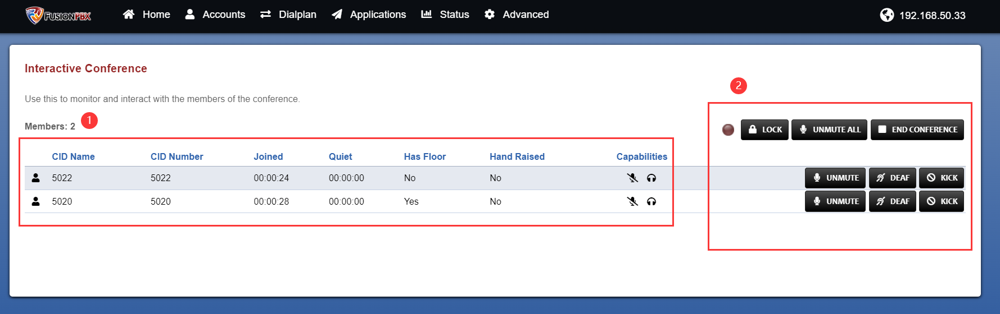 FUSIONPBX Home Accounts Dialplan Applications Status Advanced 192.168.50.33
Interactive Conference
2
Use this to monitor and interact with the members of the conference.
Members: 2 1
LOCK UNMUTE ALL END CONFERENCE
CID Name CID Number Joined Quiet Has Floor Hand Raised Capabilities
5022 5022 00:00:24 00:00:00 No No UNMUTE DEAF KICK
5020 5020 00:00:28 00:00:00 Yes No UNMUTE DEAF KICK